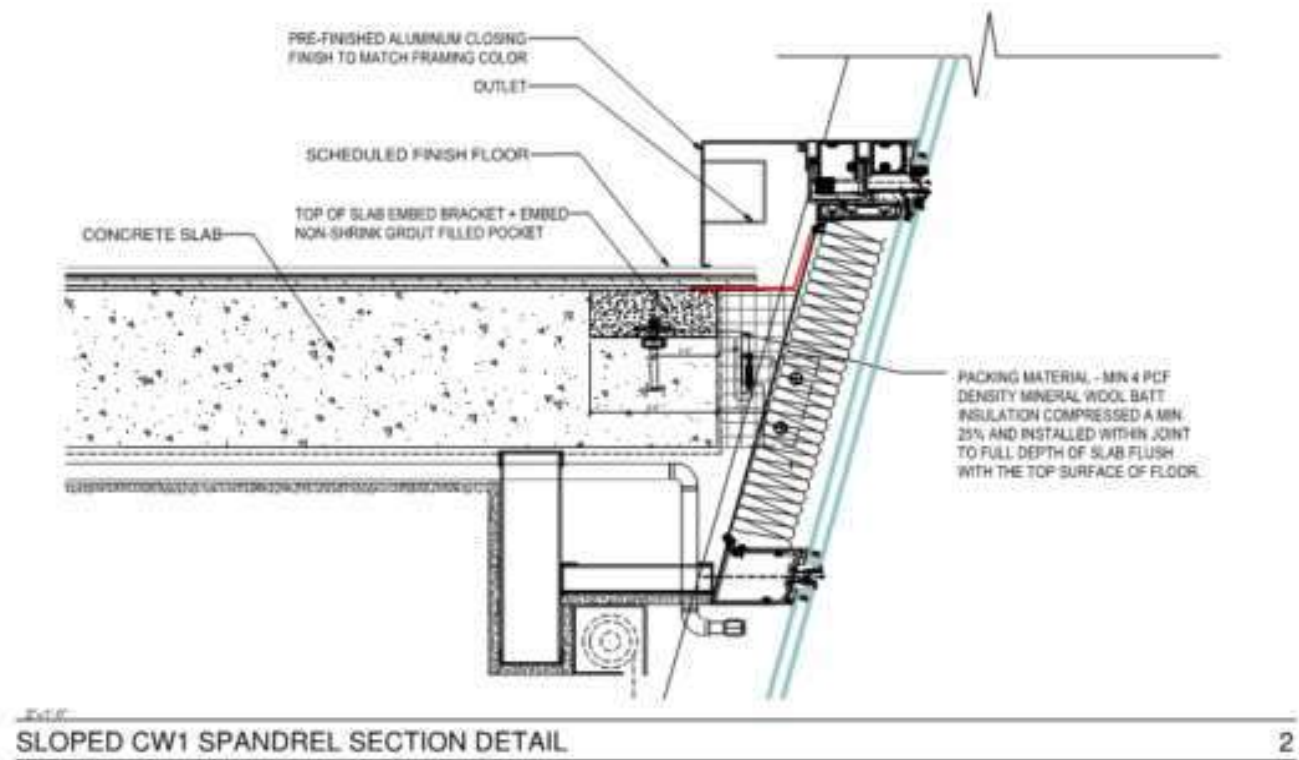 PRE-FINISHED ALUMINUM CLOSING
FINISH TO MATCH FRAMING COLOR
OUTLET
SCHEDULED FINISH FLOOR
TOP OF SLAB EMBED BRACKET + EMBED
NON-SHRINK GROUT FILLED POCKET
CONCRETE SLAB
PACKING MATERIAL - MIN 4 PCF
DENSITY MINERAL WOOL BATT
INSULATION COMPRESSED A MIN.
25% AND INSTALLED WITHIN JOINT
TO FULL DEPTH OF SLAB FLUSH
WITH THE TOP SURFACE OF FLOOR.
SLOPED CW1 SPANDREL SECTION DETAIL
2